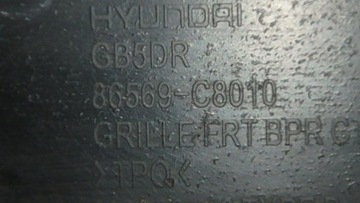 HYUNDAI
GB5DR
86569-C8010
GRILLE FRT BPR C
>TPO<